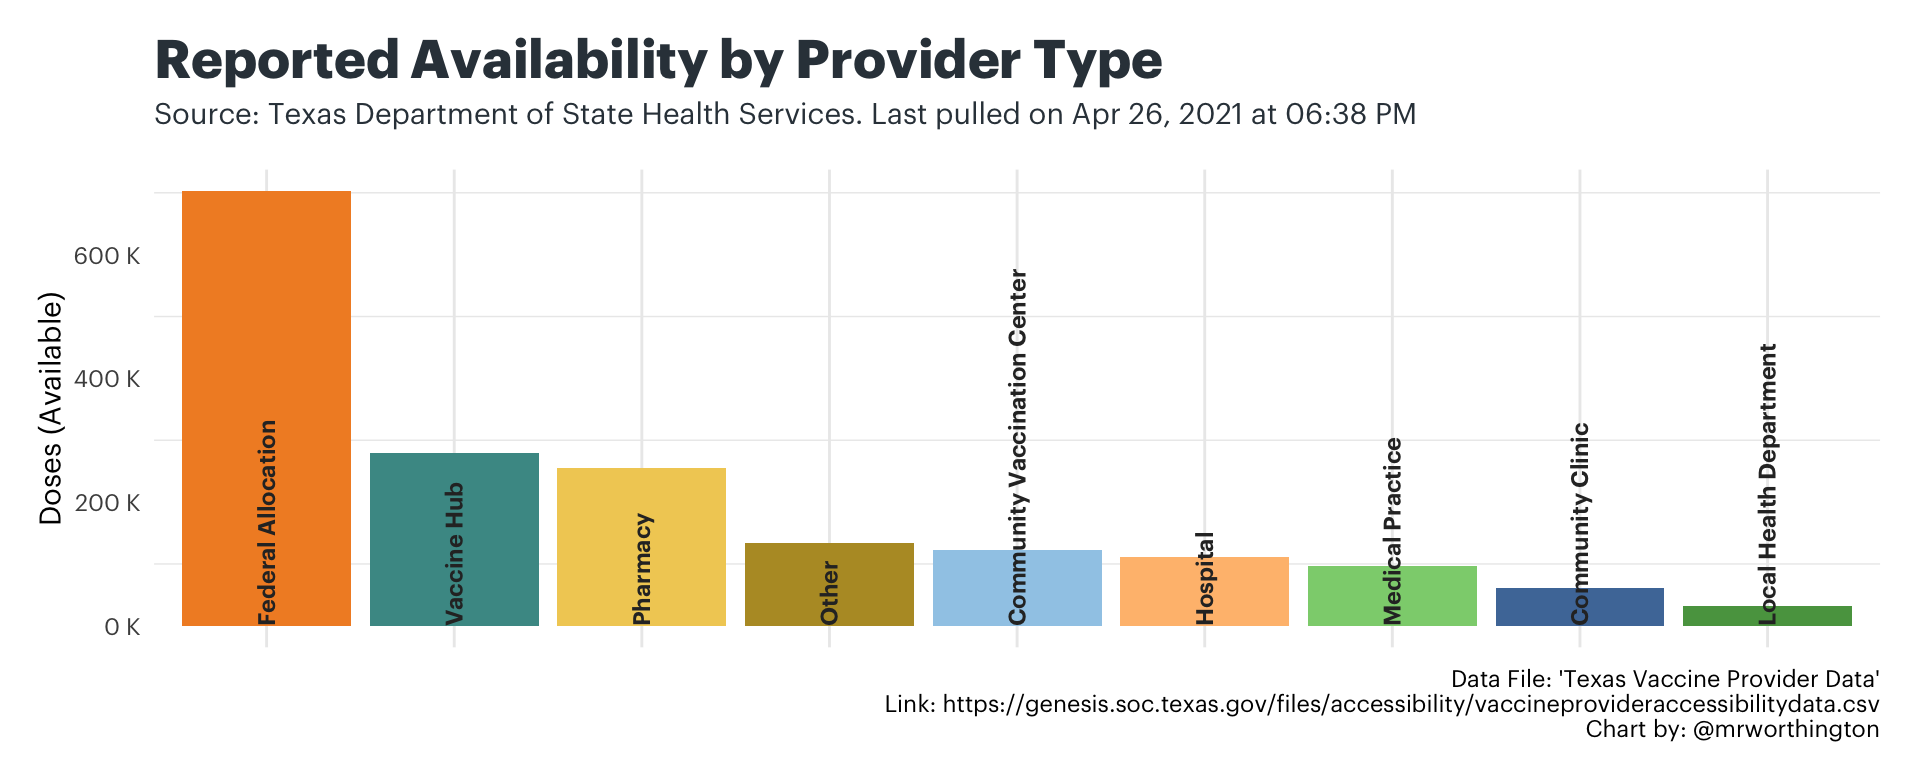 Reported Availability by Provider Type
Source: Texas Department of State Health Services. Last pulled on Apr 26, 2021 at 06:38 PM
Doses (Available)
600 K
400 K
200 K
0 K
Federal Allocation
Vaccine Hub
Pharmacy
Other
Community Vaccination Center
Hospital
Medical Practice
Community Clinic
Local Health Department
Data File: 'Texas Vaccine Provider Data'
Link: https://genesis.soc.texas.gov/files/accessibility/vaccineprovideraccessibilitydata.csv
Chart by: @mrworthington